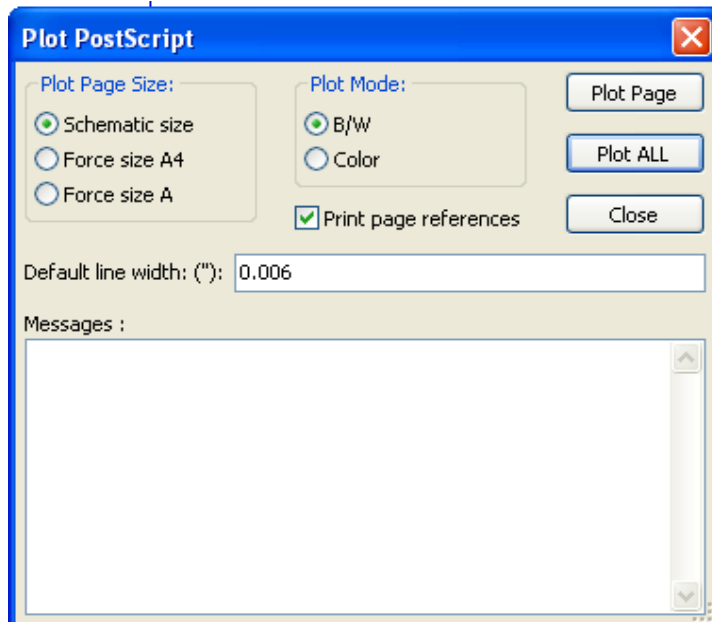 Plot PostScript
Plot Page Size:
Schematic size
Force size A4
Force size A
Plot Mode:
B/W
Color
Print page references
Plot Page
Plot ALL
Close
Default line width: ("): 0.006
Messages :